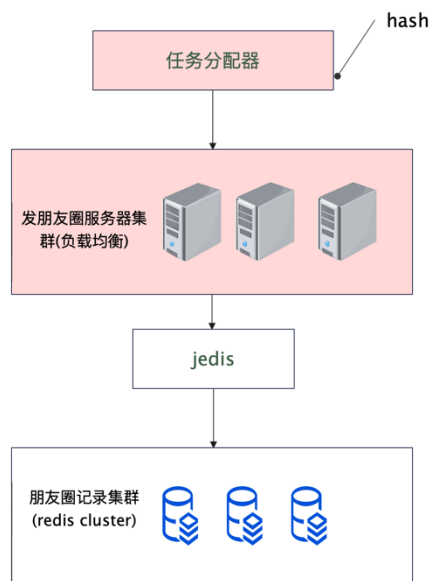 hash
任务分配器
发朋友圈服务器集
群(负载均衡)
jedis
朋友圈记录集群
(redis cluster)